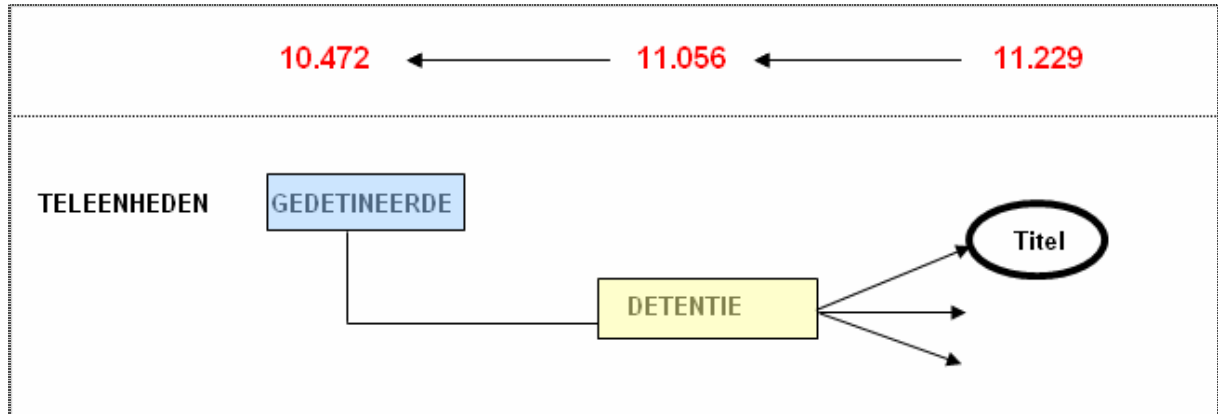 10.472 11.056 11.229
TELEENHEDEN GEDETINEERDE
Titel
DETENTIE